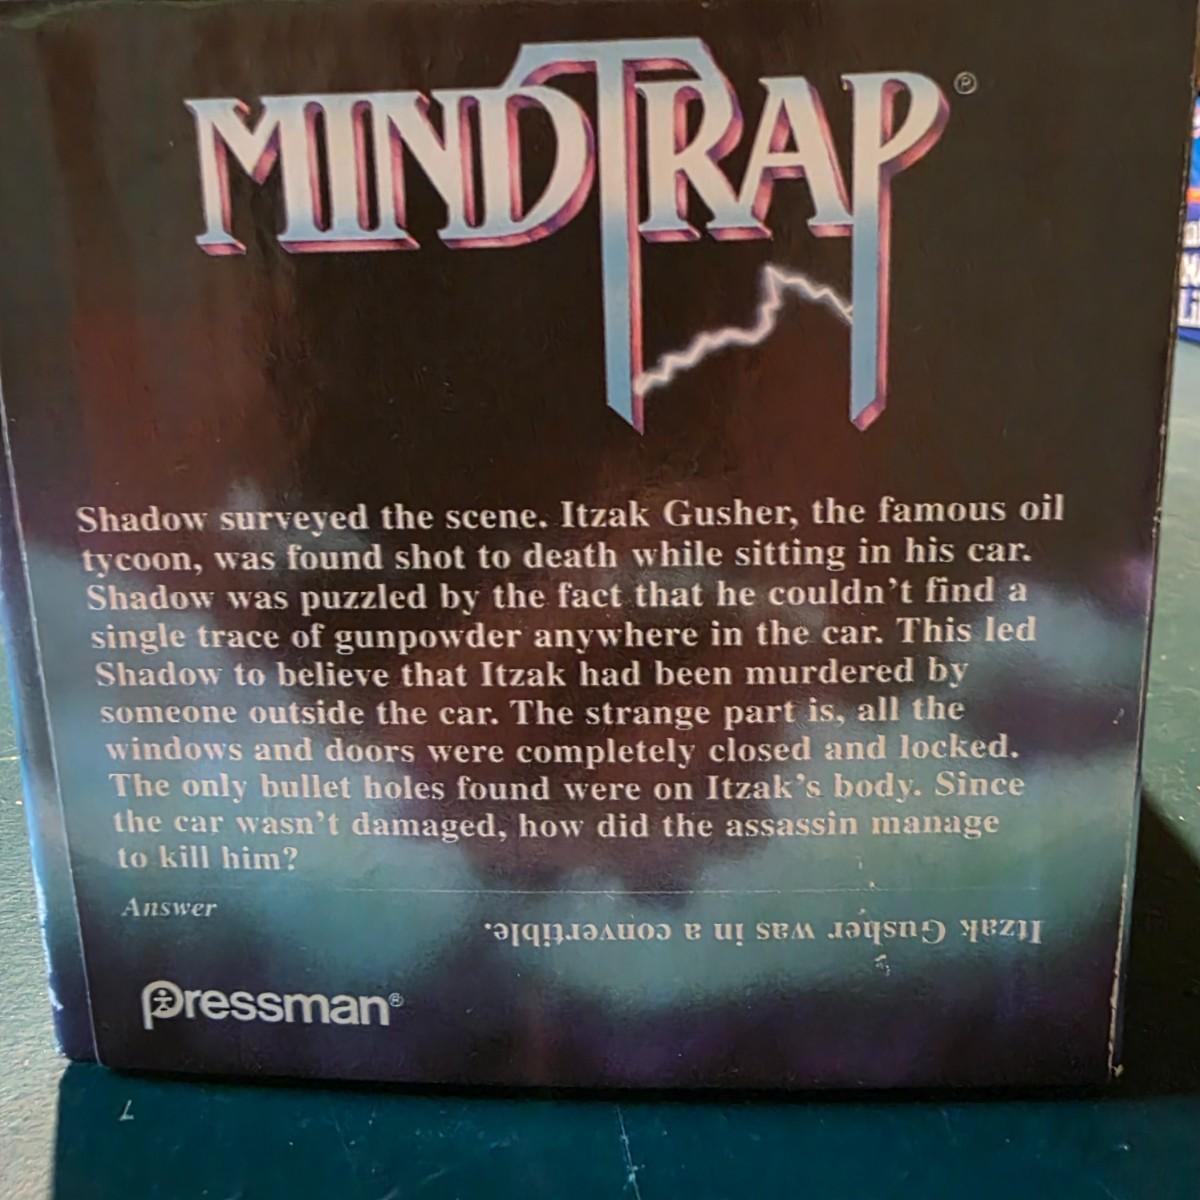 MINDTRAP®
Shadow surveyed the scene. Itzak Gusher, the famous oil
tycoon, was found shot to death while sitting in his car.
Shadow was puzzled by the fact that he couldn't find a
single trace of gunpowder anywhere in the car. This led
Shadow to believe that Itzak had been murdered by
someone outside the car. The strange part is, all the
windows and doors were completely closed and locked.
The only bullet holes found were on Itzak's body. Since
the car wasn't damaged, how did the assassin manage
to kill him?
Answer
Itzak Gusher was in a convertible.
Pressman®